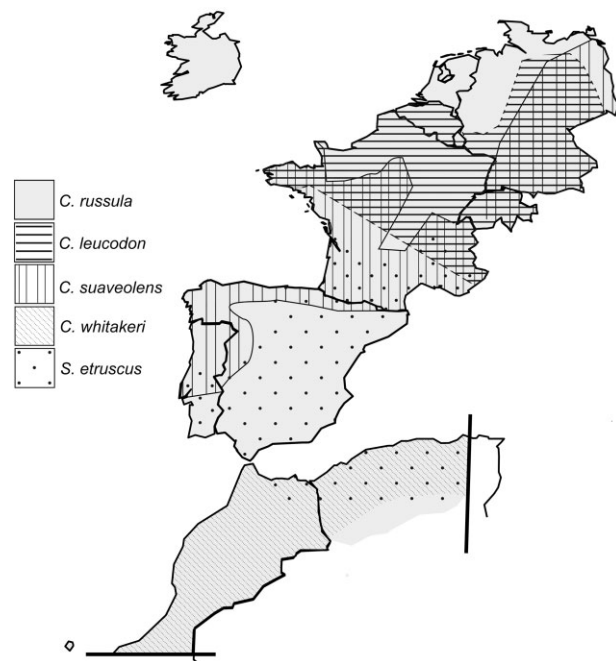 C. russula
C. leucodon
C. suaveolens
C. whitakeri
S. etruscus